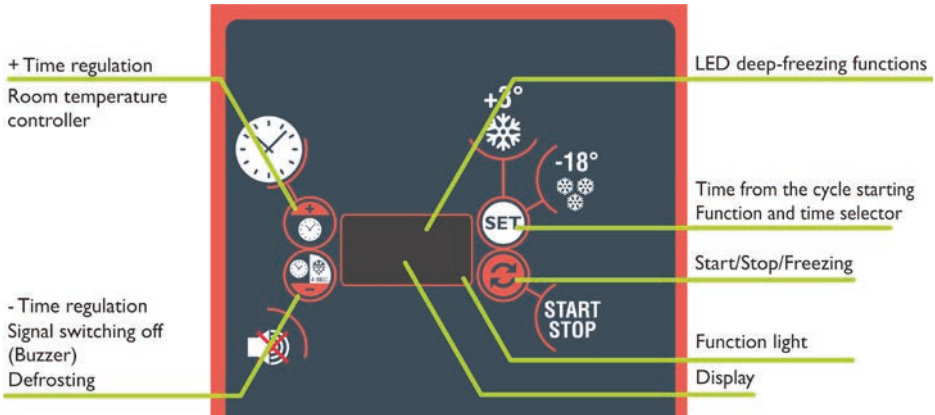 + Time regulation
Room temperature
controller
- Time regulation
Signal switching off
(Buzzer)
Defrosting
+
-
+3°
-18°
SET
START
STOP
LED deep-freezing functions
Time from the cycle starting
Function and time selector
Start/Stop/Freezing
Function light
Display